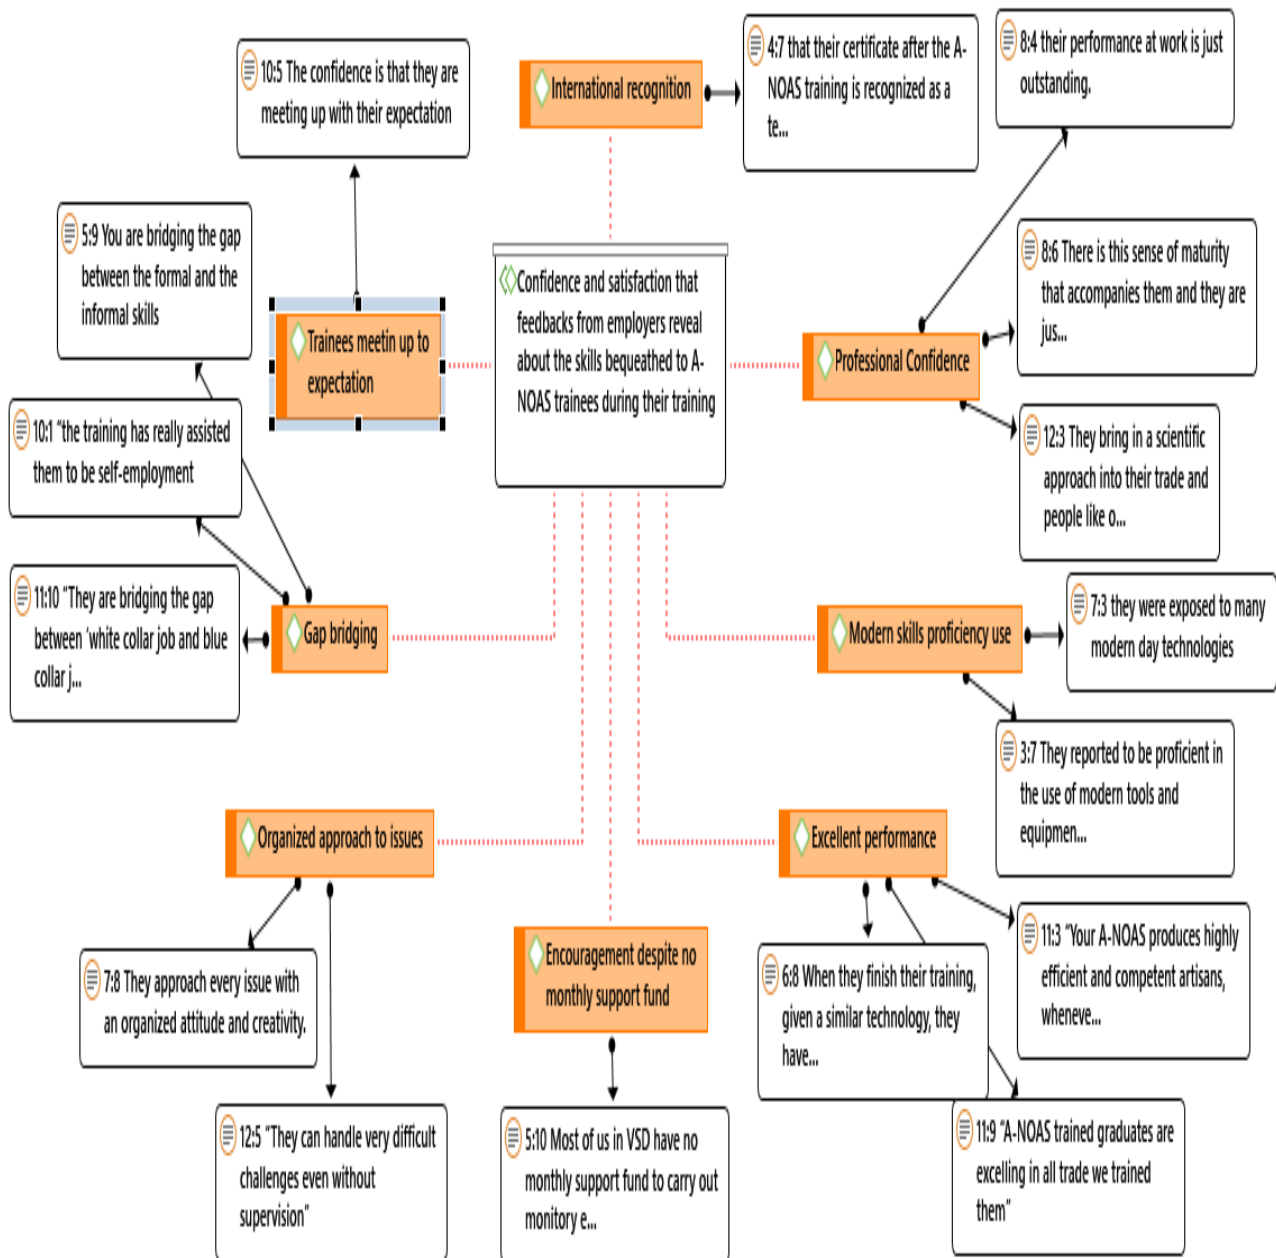 4:7 that their certificate after the A-
NOAS training is recognized as a
te...
8:4 their performance at work is just
outstanding.
10:5 The confidence is that they are
meeting up with their expectation
International recognition
5:9 You are bridging the gap
between the formal and the
informal skills
8:6 There is this sense of maturity
that accompanies them and they are
jus...
Confidence and satisfaction that
feedbacks from employers reveal
about the skills bequeathed to A-
NOAS trainees during their training
Trainees meetin up to
expectation
Professional Confidence
10:1 "the training has really assisted
them to be self-employment
12:3 They bring in a scientific
approach into their trade and
people like o...
11:10 "They are bridging the gap
between 'white collar job and blue
collar j...
Gap bridging
Modern skills proficiency use
7:3 they were exposed to many
modern day technologies
3:7 They reported to be proficient in
the use of modern tools and
equipmen...
Organized approach to issues
Excellent performance
Encouragement despite no
monthly support fund
7:8 They approach every issue with
an organized attitude and creativity.
6:8 When they finish their training,
given a similar technology, they
have...
11:3 "Your A-NOAS produces highly
efficient and competent artisans,
wheneve...
12:5 "They can handle very difficult
challenges even without
supervision"
5:10 Most of us in VSD have no
monthly support fund to carry out
monitory e...
11:9 "A-NOAS trained graduates are
excelling in all trade we trained
them"